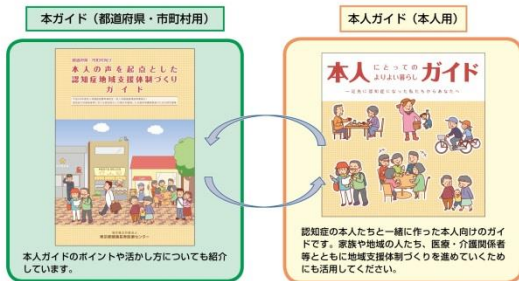 本ガイド（都道府県・市町村用）
本人の声を起点とした
認知症地域支援体制づくり
ガイド
本人ガイドのポイントや活かし方についても紹介
しています。
本人ガイド（本人用）
本人にとってのよりよい暮らしガイド
認知症の本人たちと一緒に作った本人向けのガイ
ドです。家族や地域の人たち、医療・介護関係者
等とともに地域支援体制づくりを進めていくため
にも活用してください。